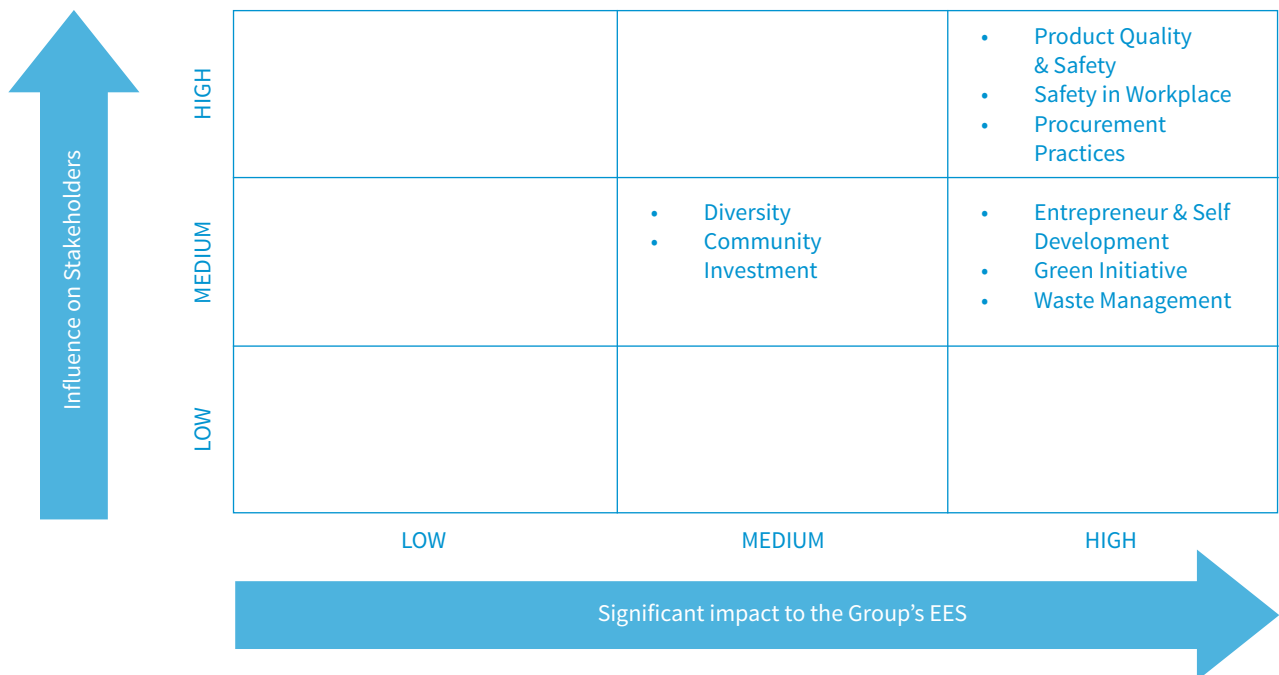 Influence on Stakeholders
HIGH
• Product Quality
& Safety
• Safety in Workplace
• Procurement
Practices
MEDIUM
• Diversity
• Community
Investment
• Entrepreneur & Self
Development
• Green Initiative
• Waste Management
LOW
LOW
MEDIUM
HIGH
Significant impact to the Group’s EES